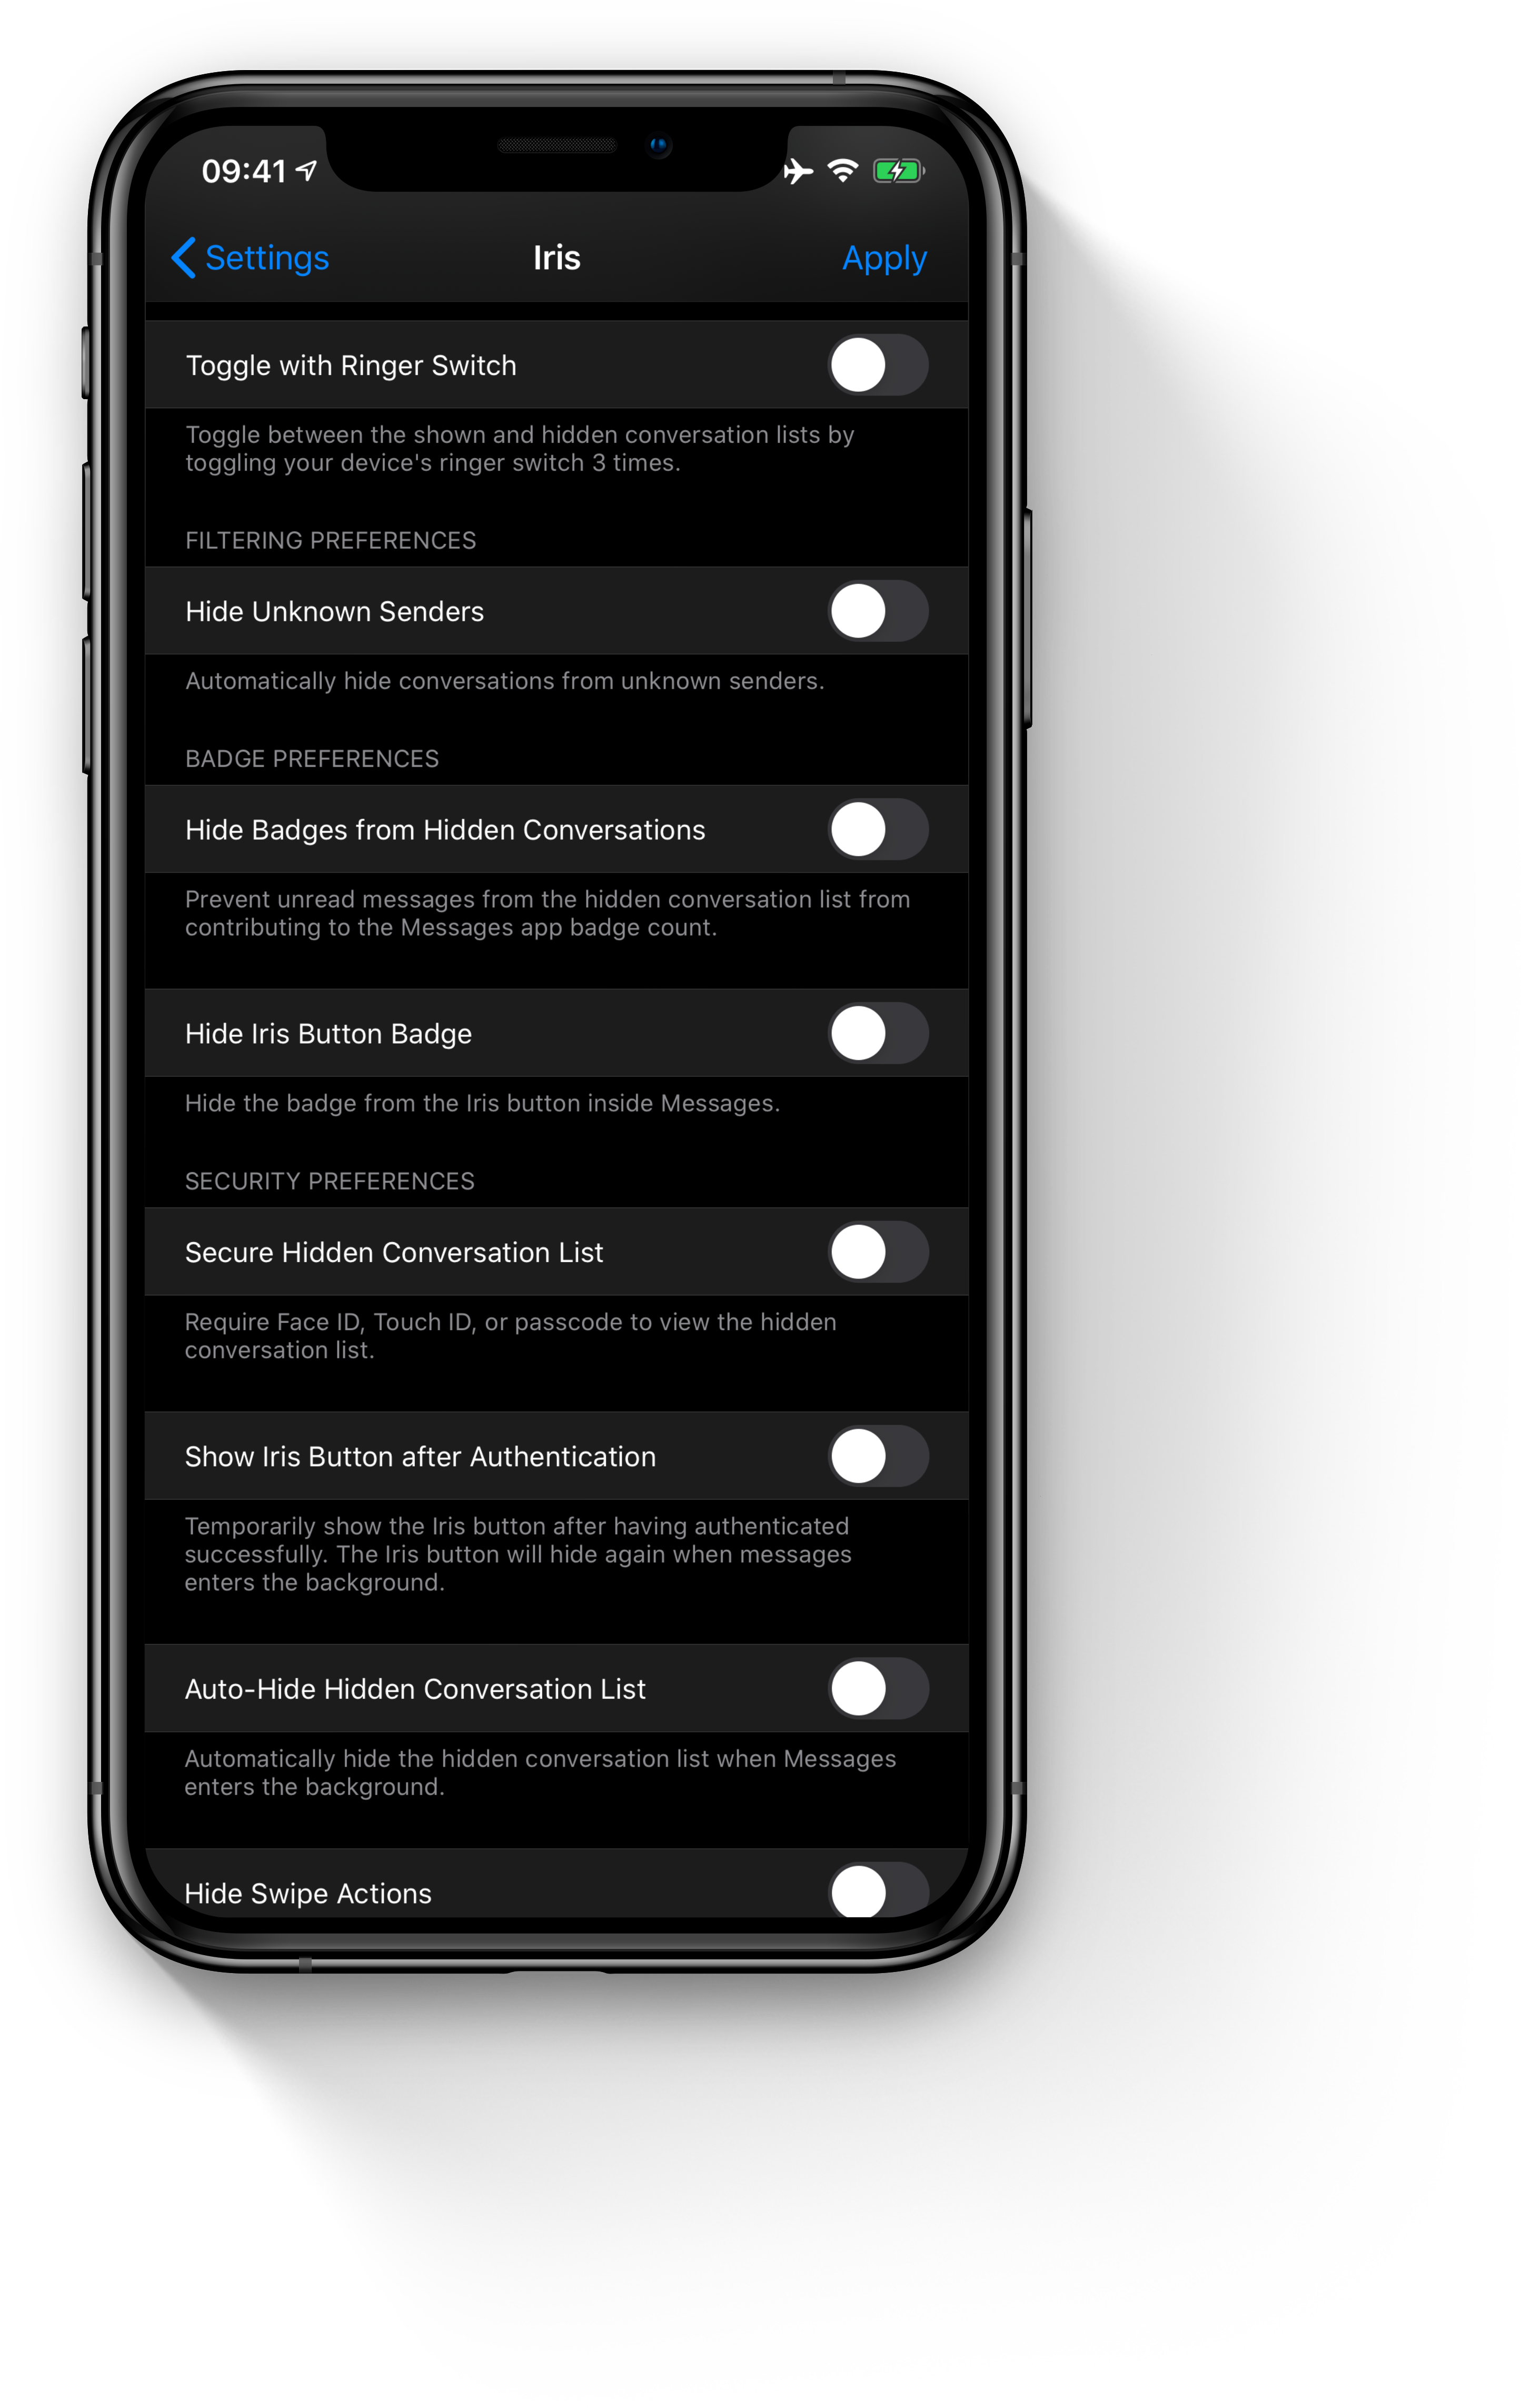 09:41
Settings
Iris
Apply
Toggle with Ringer Switch
Toggle between the shown and hidden conversation lists by
toggling your device's ringer switch 3 times.
FILTERING PREFERENCES
Hide Unknown Senders
Automatically hide conversations from unknown senders.
BADGE PREFERENCES
Hide Badges from Hidden Conversations
Prevent unread messages from the hidden conversation list from
contributing to the Messages app badge count.
Hide Iris Button Badge
Hide the badge from the Iris button inside Messages.
SECURITY PREFERENCES
Secure Hidden Conversation List
Require Face ID, Touch ID, or passcode to view the hidden
conversation list.
Show Iris Button after Authentication
Temporarily show the Iris button after having authenticated
successfully. The Iris button will hide again when messages
enters the background.
Auto-Hide Hidden Conversation List
Automatically hide the hidden conversation list when Messages
enters the background.
Hide Swipe Actions